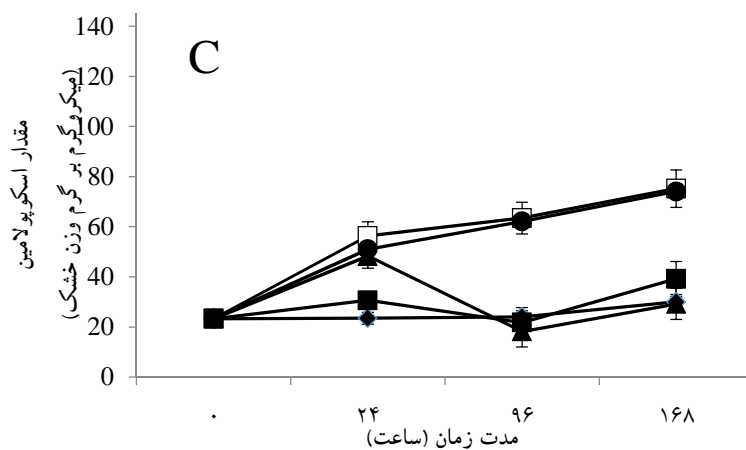 C
140
120
100
80
60
40
20
0
مقدار اسکوپولامین
(میکروگرم بر گرم وزن خشک)
۰ ۲۴ ۹۶ ۱۶۸
مدت زمان (ساعت)